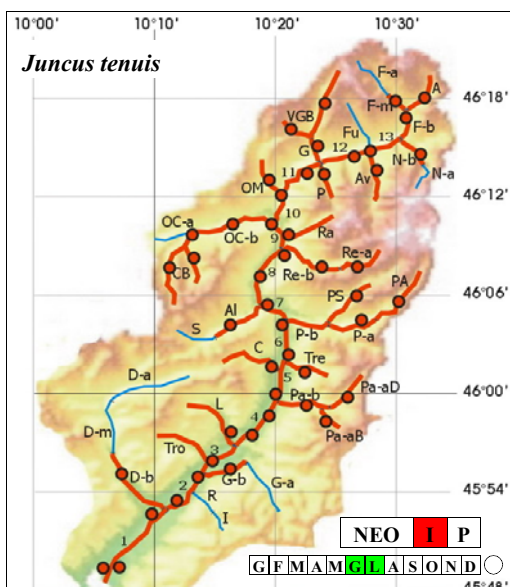 10°00' 10°10' 10°20' 10°30'
Juncus tenuis
F-a
A
46°18'
F-m
VGB
F-b
Fu
G
12
13
N-b
11
OM
P
Av
N-a
46°12'
10
OC-a
OC-b
Ra
9
Re-a
CB
Re-b
8
PA
PS
46°06'
7
Al
S
P-b
P-a
6
C
Tre
D-a
5
46°00'
Pa-b
Pa-aD
L
4
D-m
Pa-aB
Tro
3
D-b
G-b
G-a
2
R
46°54'
I
1
NEO I P
G F M A M G L A S O N D
45°48'